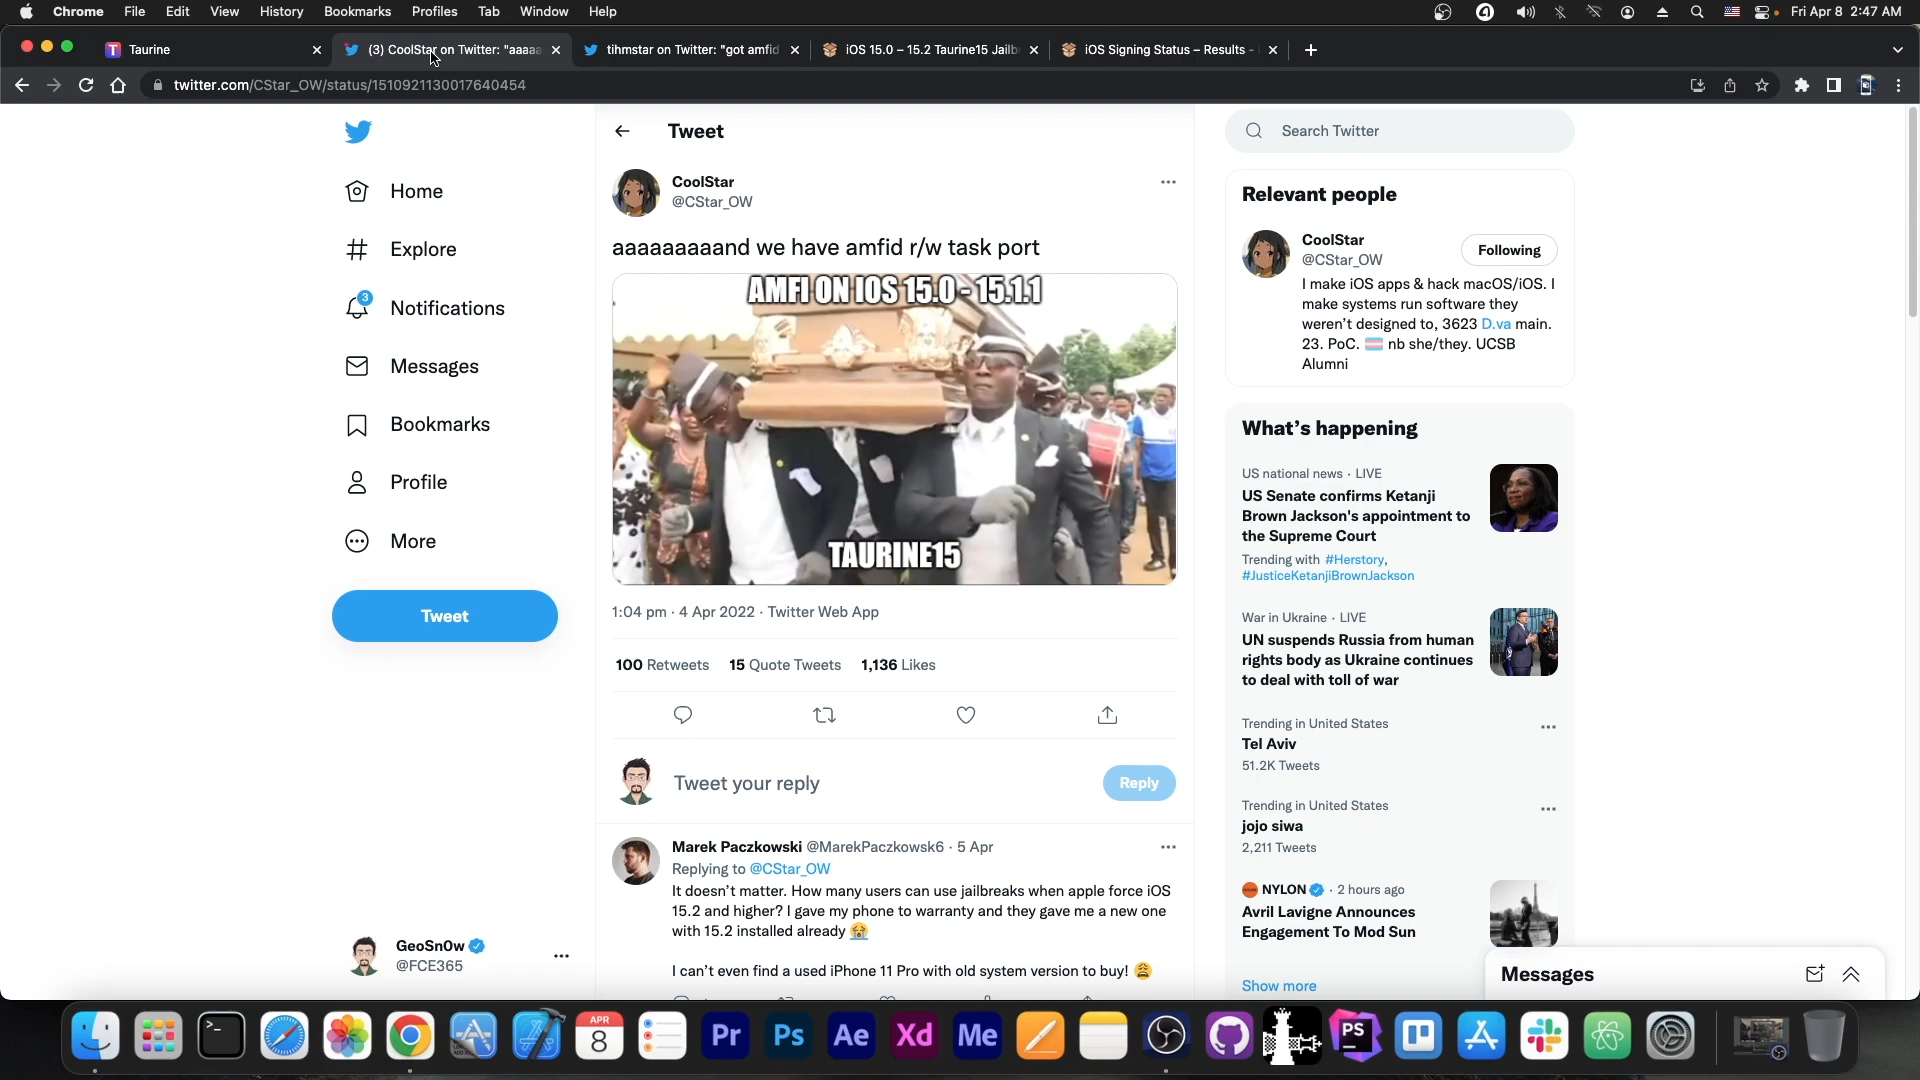 Chrome File Edit View History Bookmarks Profiles Tab Window Help Fri Apr 8 2:47 AM
T Taurine
(3) CoolStar on Twitter: "aaaaa
tihmstar on Twitter: "got amfid
iOS 15.0 – 15.2 Taurine15 Jailb
iOS Signing Status – Results -
twitter.com/CStar_OW/status/1510921130017640454
Home
Explore
3
Notifications
Messages
Bookmarks
Profile
More
Tweet
GeoSn0w
@FCE365
Tweet
CoolStar
@CStar_OW
aaaaaaaaand we have amfid r/w task port
AMFI ON IOS 15.0 - 15.1.1
TAURINE15
1:04 pm · 4 Apr 2022 · Twitter Web App
100 Retweets 15 Quote Tweets 1,136 Likes
Tweet your reply
Reply
Marek Paczkowski @MarekPaczkowsk6 · 5 Apr
Replying to @CStar_OW
It doesn't matter. How many users can use jailbreaks when apple force iOS
15.2 and higher? I gave my phone to warranty and they gave me a new one
with 15.2 installed already 😭
I can't even find a used iPhone 11 Pro with old system version to buy! 😩
Search Twitter
Relevant people
CoolStar
@CStar_OW
Following
I make iOS apps & hack macOS/iOS. I
make systems run software they
weren't designed to, 3623 D.va main.
23. PoC. 🏳️‍⚧️ nb she/they. UCSB
Alumni
What's happening
US national news · LIVE
US Senate confirms Ketanji
Brown Jackson's appointment to
the Supreme Court
Trending with #Herstory,
#JusticeKetanjiBrownJackson
War in Ukraine · LIVE
UN suspends Russia from human
rights body as Ukraine continues
to deal with toll of war
Trending in United States
Tel Aviv
51.2K Tweets
Trending in United States
jojo siwa
2,211 Tweets
NYLON · 2 hours ago
Avril Lavigne Announces
Engagement To Mod Sun
Show more
Messages
APR
8
Pr
Ps
Ae
Xd
Me
PS